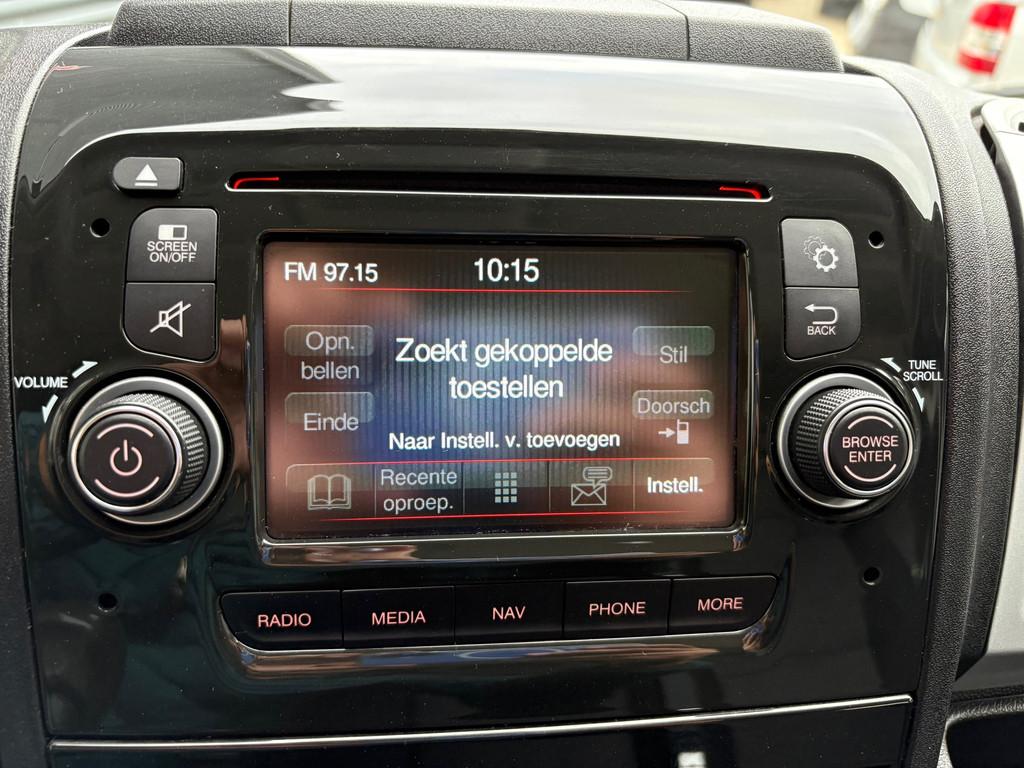 SCREEN
ON/OFF
FM 97.15
10:15
Opn.
bellen
Zoekt gekoppelde
toestellen
Stil
BACK
VOLUME
TUNE
SCROLL
Einde
Doorsch
Naar Instell. v. toevoegen
BROWSE
ENTER
Recente
oproep.
Instell.
RADIO
MEDIA
NAV
PHONE
MORE